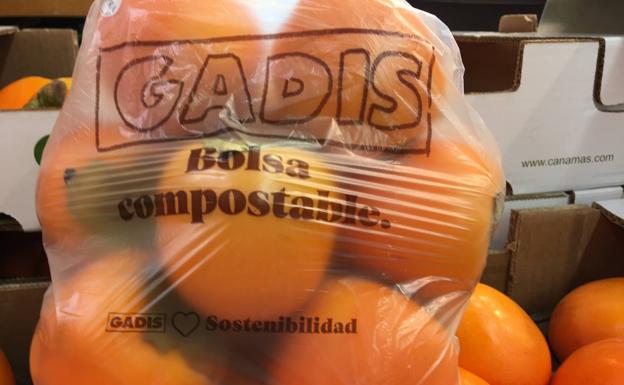 GADIS
Bolsa
compostable.
GADIS Sostenibilidad
www.canamas.com